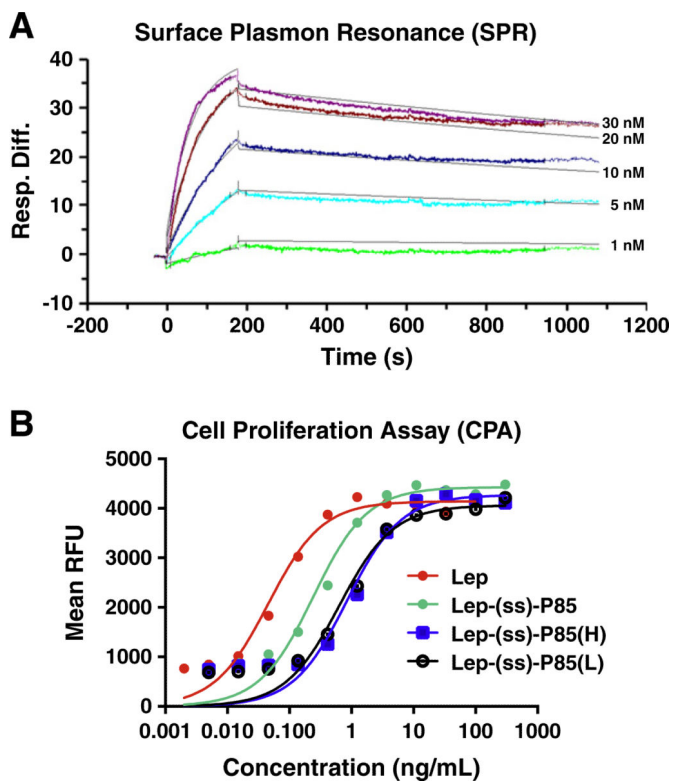 A
Surface Plasmon Resonance (SPR)
Resp. Diff.
40
30
20
10
0
-10
30 nM
20 nM
10 nM
5 nM
1 nM
-200 0 200 400 600 800 1000 1200
Time (s)
B
Cell Proliferation Assay (CPA)
Mean RFU
5000
4000
3000
2000
1000
0
Lep
Lep-(ss)-P85
Lep-(ss)-P85(H)
Lep-(ss)-P85(L)
0.001 0.010 0.100 1 10 100 1000
Concentration (ng/mL)